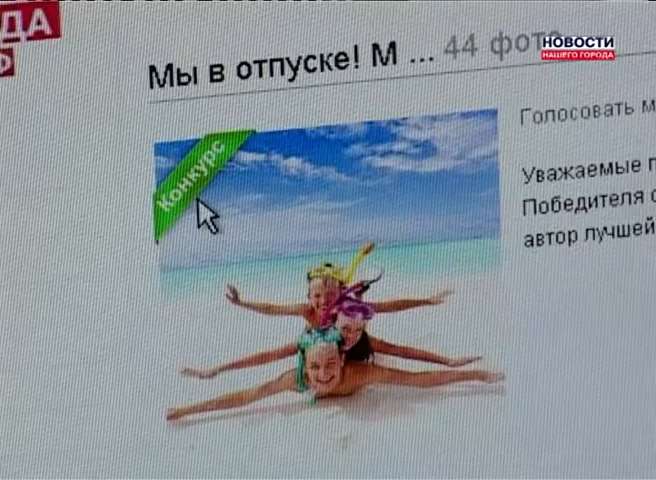 ДА
Ф
НОВОСТИ
НАШЕГО ГОРОДА
Мы в отпуске! М ... 44 фото
Конкурс
Голосовать м
Уважаемые п
Победителя о
автор лучшей